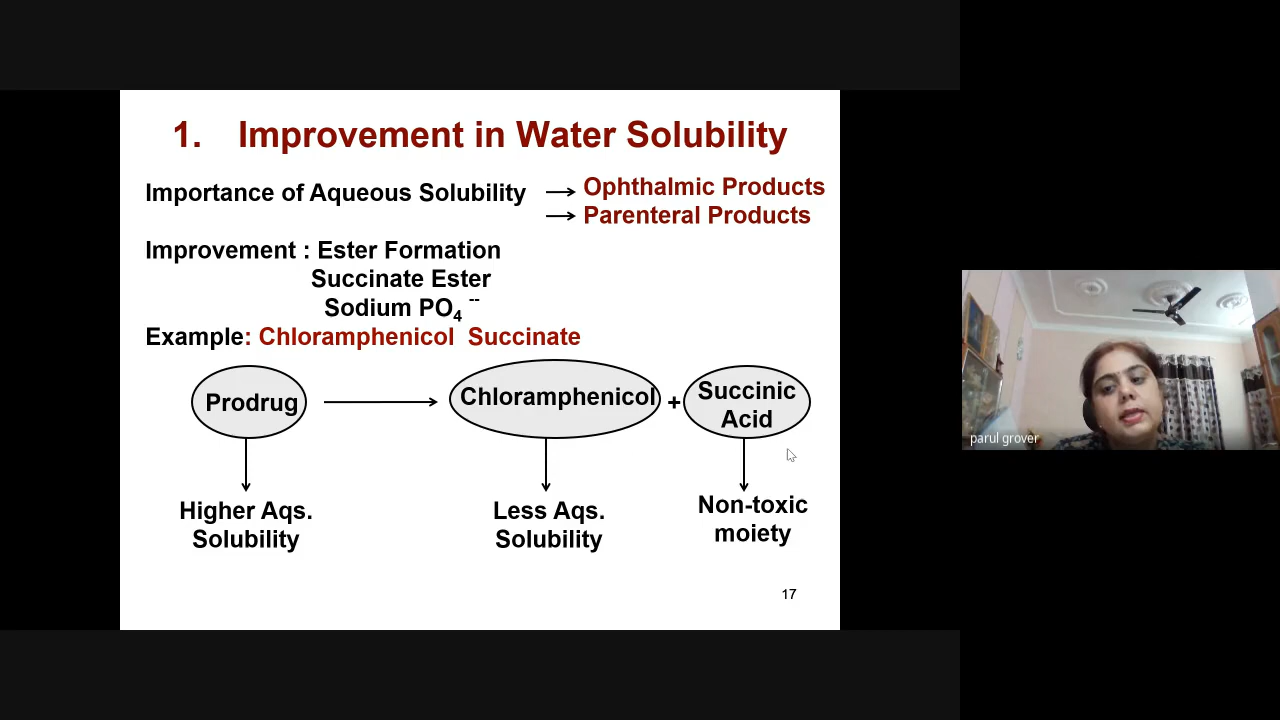 1. Improvement in Water Solubility
Importance of Aqueous Solubility → Ophthalmic Products
→ Parenteral Products
Improvement : Ester Formation
Succinate Ester
Sodium PO₄ --
Example: Chloramphenicol Succinate
Prodrug → Chloramphenicol + Succinic Acid
Higher Aqs.
Solubility
Less Aqs.
Solubility
Non-toxic
moiety
17
parul grover